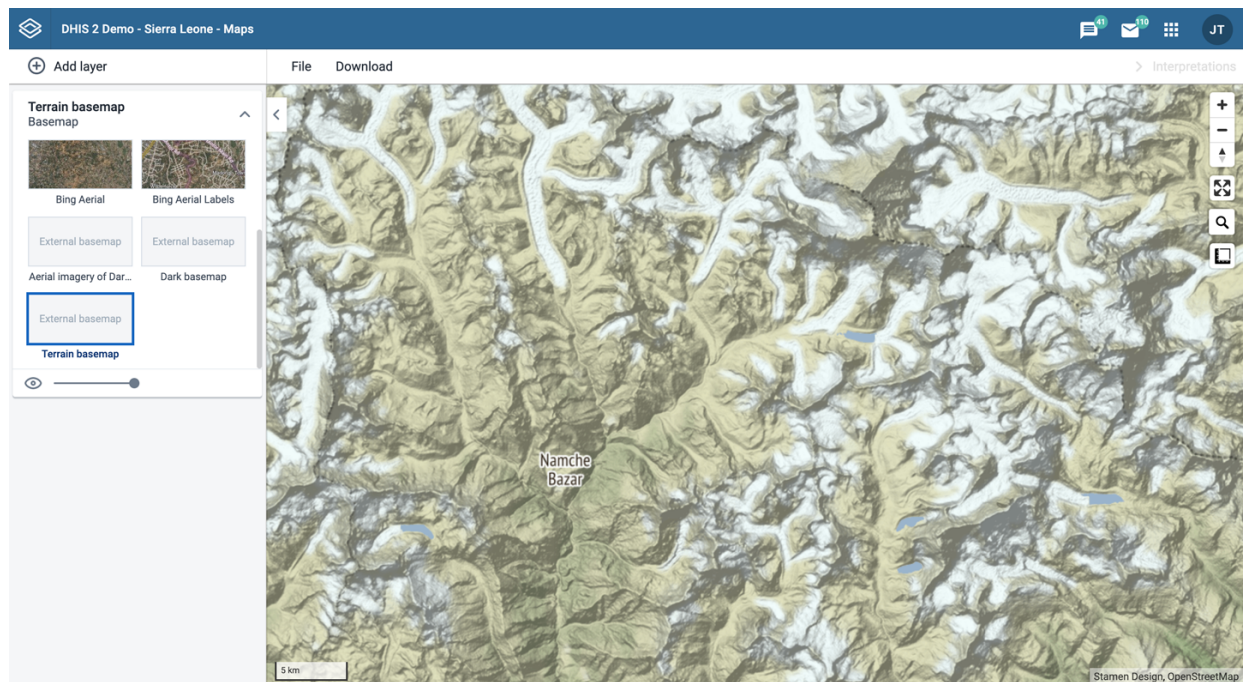 DHIS 2 Demo - Sierra Leone - Maps
41
110
JT
Add layer
File
Download
Interpretations
Terrain basemap
Basemap
Bing Aerial
Bing Aerial Labels
External basemap
External basemap
Aerial imagery of Dar...
Dark basemap
External basemap
Terrain basemap
Namche
Bazar
5 km
Stamen Design, OpenStreetMap